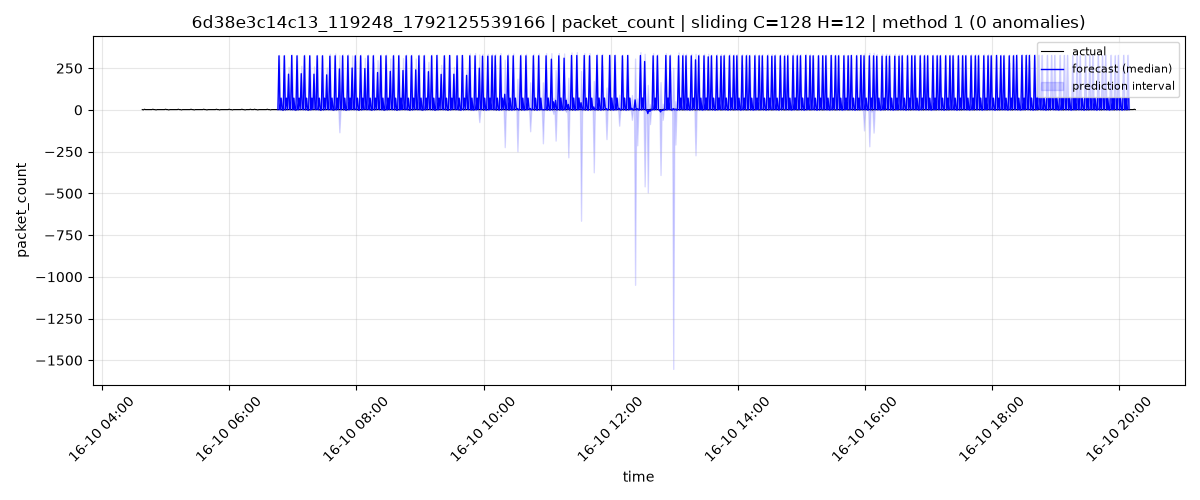 6d38e3c14c13_119248_1792125539166 | packet_count | sliding C=128 H=12 | method 1 (0 anomalies)
packet_count
250
0
−250
−500
−750
−1000
−1250
−1500
actual
forecast (median)
prediction interval
16-10 04:00
16-10 06:00
16-10 08:00
16-10 10:00
16-10 12:00
16-10 14:00
16-10 16:00
16-10 18:00
16-10 20:00
time